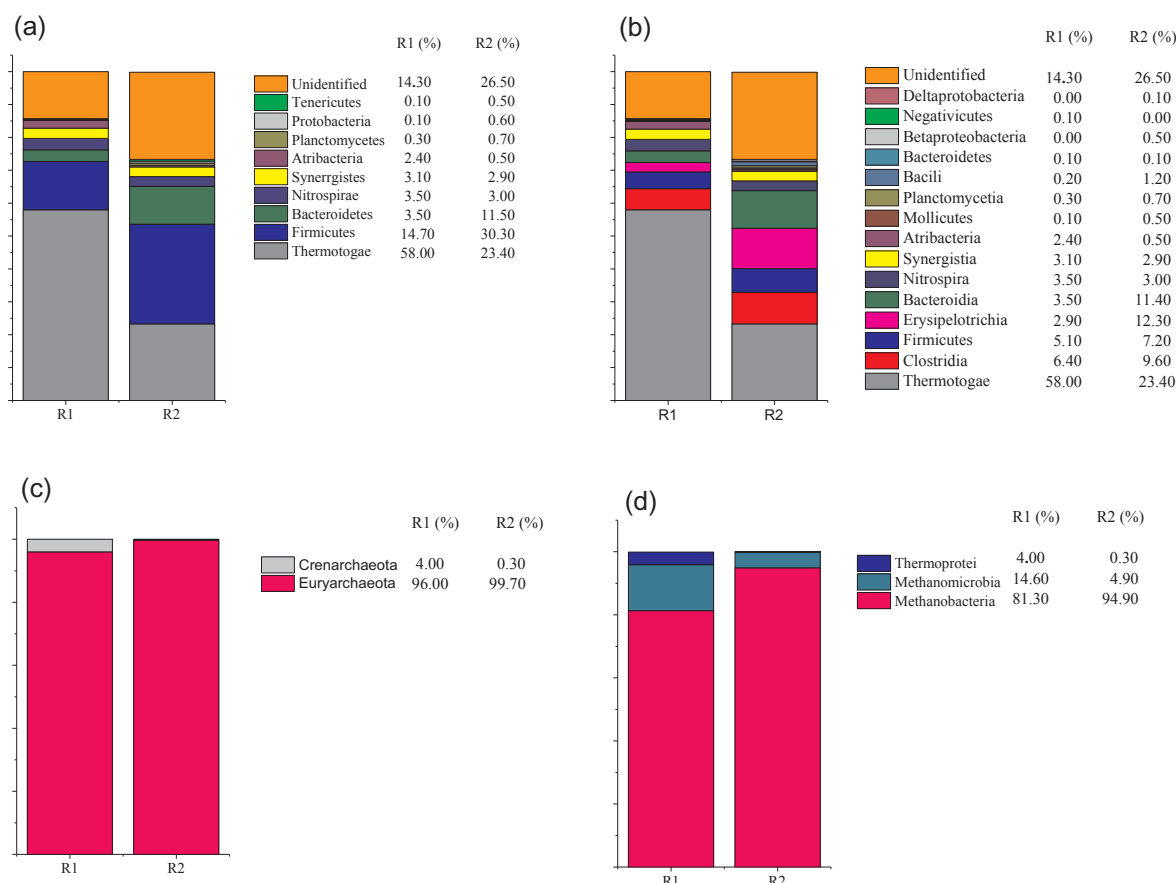 (a)
R1 (%) R2 (%)
Unidentified 14.30 26.50
Tenericutes 0.10 0.50
Protobacteria 0.10 0.60
Planctomycetes 0.30 0.70
Atribacteria 2.40 0.50
Synerrgistes 3.10 2.90
Nitrospirae 3.50 3.00
Bacteroidetes 3.50 11.50
Firmicutes 14.70 30.30
Thermotogae 58.00 23.40
R1 R2
(b)
R1 (%) R2 (%)
Unidentified 14.30 26.50
Deltaprotobacteria 0.00 0.10
Negativicutes 0.10 0.00
Betaproteobacteria 0.00 0.50
Bacteroidetes 0.10 0.10
Bacili 0.20 1.20
Planctomycetia 0.30 0.70
Mollicutes 0.10 0.50
Atribacteria 2.40 0.50
Synergistia 3.10 2.90
Nitrospira 3.50 3.00
Bacteroidia 3.50 11.40
Erysipelotrichia 2.90 12.30
Firmicutes 5.10 7.20
Clostridia 6.40 9.60
Thermotogae 58.00 23.40
R1 R2
(c)
R1 (%) R2 (%)
Crenarchaeota 4.00 0.30
Euryarchaeota 96.00 99.70
R1 R2
(d)
R1 (%) R2 (%)
Thermoprotei 4.00 0.30
Methanomicrobia 14.60 4.90
Methanobacteria 81.30 94.90
R1 R2